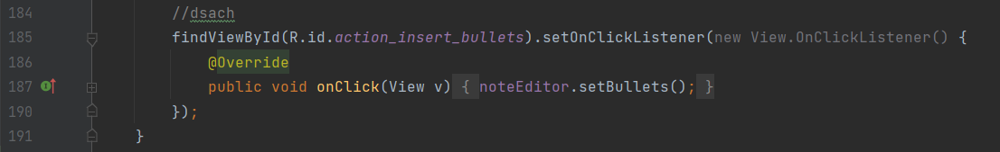 184 //dsach
185 findViewById(R.id.action_insert_bullets).setOnClickListener(new View.OnClickListener() {
186 @Override
187 public void onClick(View v) { noteEditor.setBullets(); }
190 });
191 }